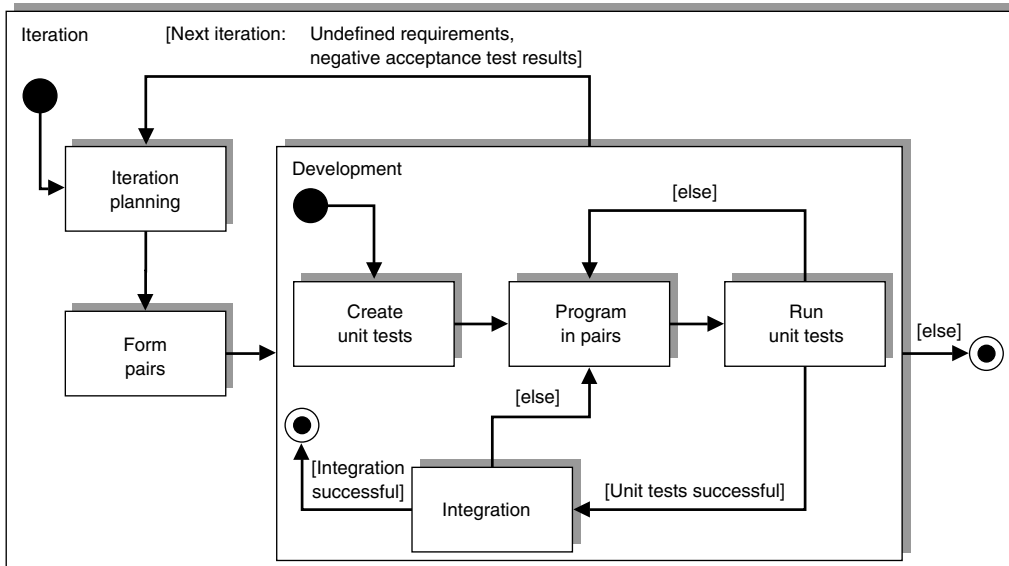 Iteration
[Next iteration: Undefined requirements,
negative acceptance test results]
Iteration
planning
Development
[else]
Create
unit tests
Program
in pairs
Run
unit tests
[else]
Form
pairs
[else]
[Integration
successful]
Integration
[Unit tests successful]